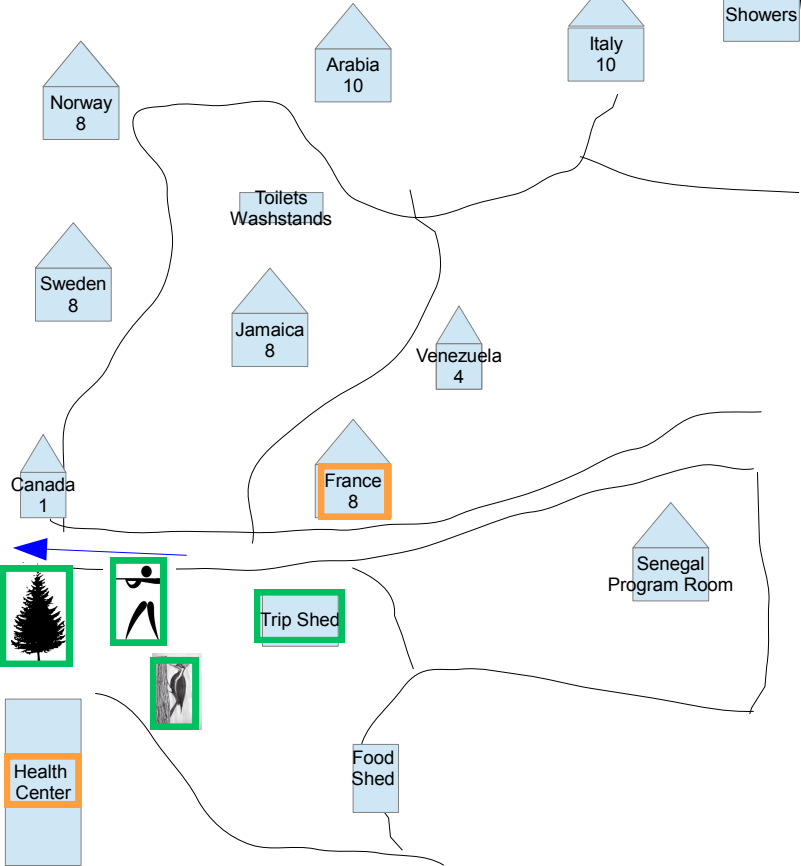 Showers
Italy
10
Arabia
10
Norway
8
Toilets
Washstands
Sweden
8
Jamaica
8
Venezuela
4
Canada
1
France
8
Senegal
Program Room
Trip Shed
Food
Shed
Health
Center